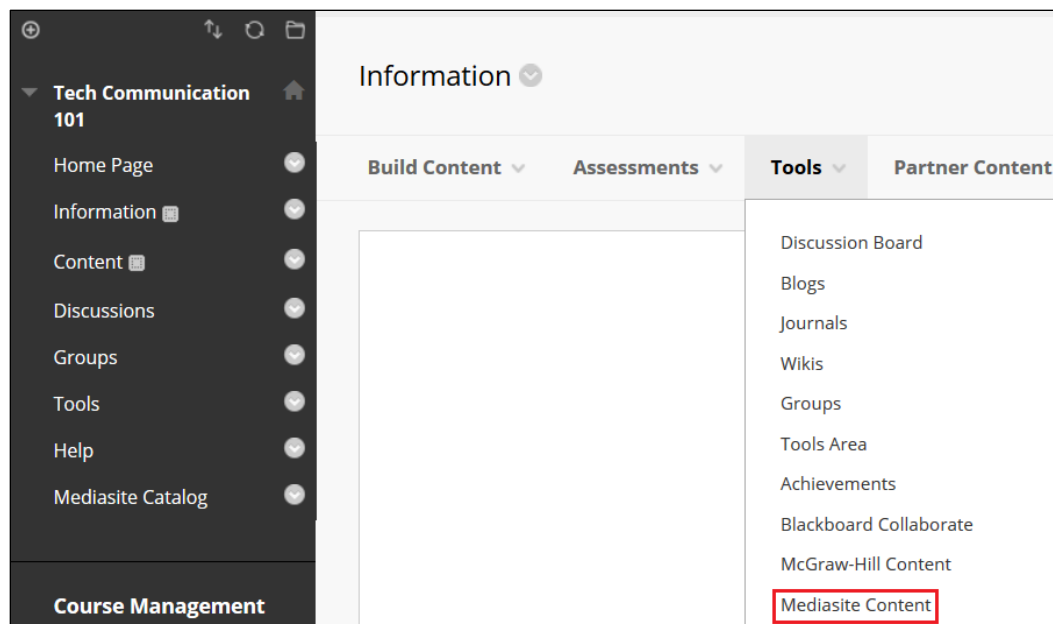 Tech Communication
101
Home Page
Information
Content
Discussions
Groups
Tools
Help
Mediasite Catalog
Course Management
Information
Build Content
Assessments
Tools
Partner Content
Discussion Board
Blogs
Journals
Wikis
Groups
Tools Area
Achievements
Blackboard Collaborate
McGraw-Hill Content
Mediasite Content